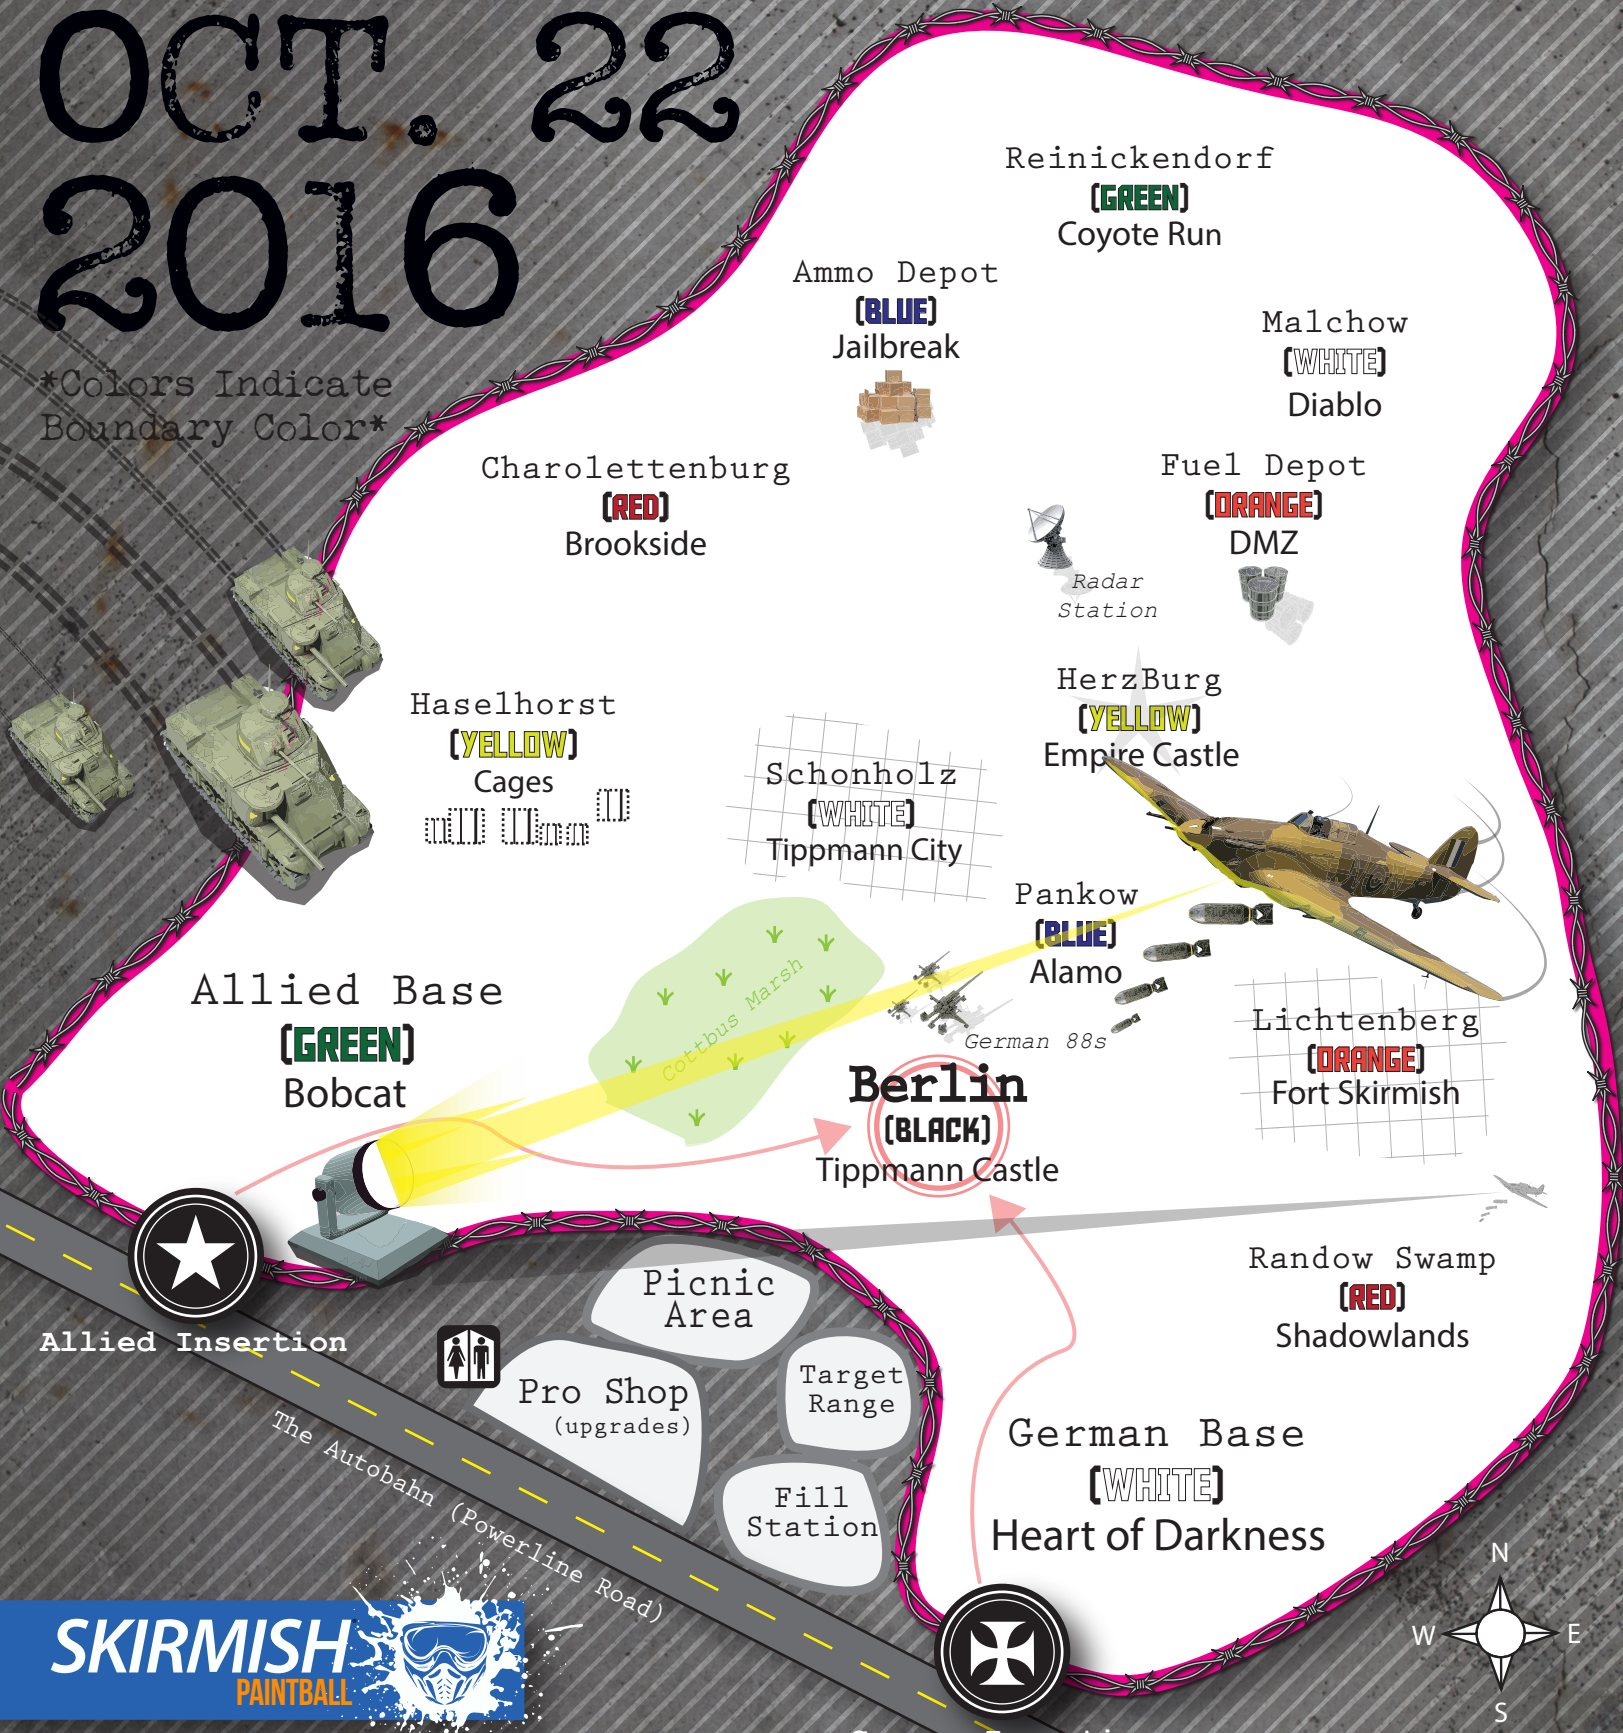 OCT. 22
2016
*Colors Indicate
Boundary Color*
Reinickendorf
(GREEN)
Coyote Run
Ammo Depot
(BLUE)
Jailbreak
Malchow
(WHITE)
Diablo
Charolettenburg
(RED)
Brookside
Fuel Depot
(ORANGE)
DMZ
Radar
Station
Haselhorst
(YELLOW)
Cages
HerzBurg
(YELLOW)
Empire Castle
Schonholz
(WHITE)
Tippmann City
Pankow
(BLUE)
Alamo
Allied Base
(GREEN)
Bobcat
Cottbus Marsh
German 88s
Lichtenberg
(ORANGE)
Fort Skirmish
Berlin
(BLACK)
Tippmann Castle
Randow Swamp
(RED)
Shadowlands
Allied Insertion
Picnic
Area
Pro Shop
(upgrades)
Target
Range
Fill
Station
The Autobahn (Powerline Road)
German Base
(WHITE)
Heart of Darkness
SKIRMISH
PAINTBALL
N
W
E
S